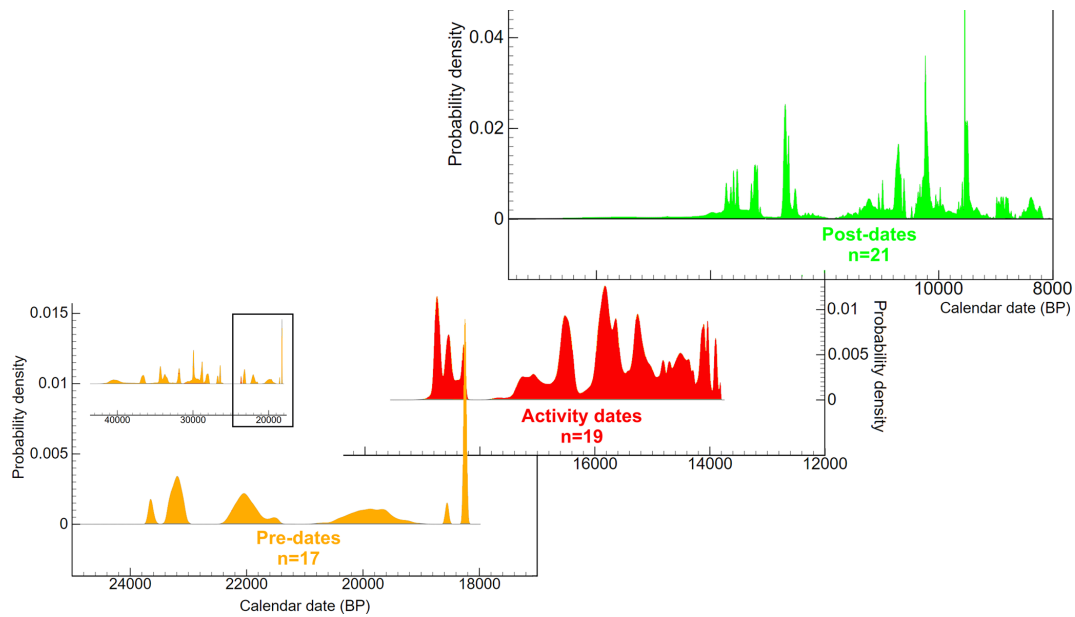 0.04
0.02
0
Probability density
Post-dates
n=21
10000
8000
Calendar date (BP)
0.01
0.005
0
Probability density
Activity dates
n=19
16000
14000
12000
0.015
0.01
0.005
0
Probability density
40000
30000
20000
Pre-dates
n=17
24000
22000
20000
18000
Calendar date (BP)